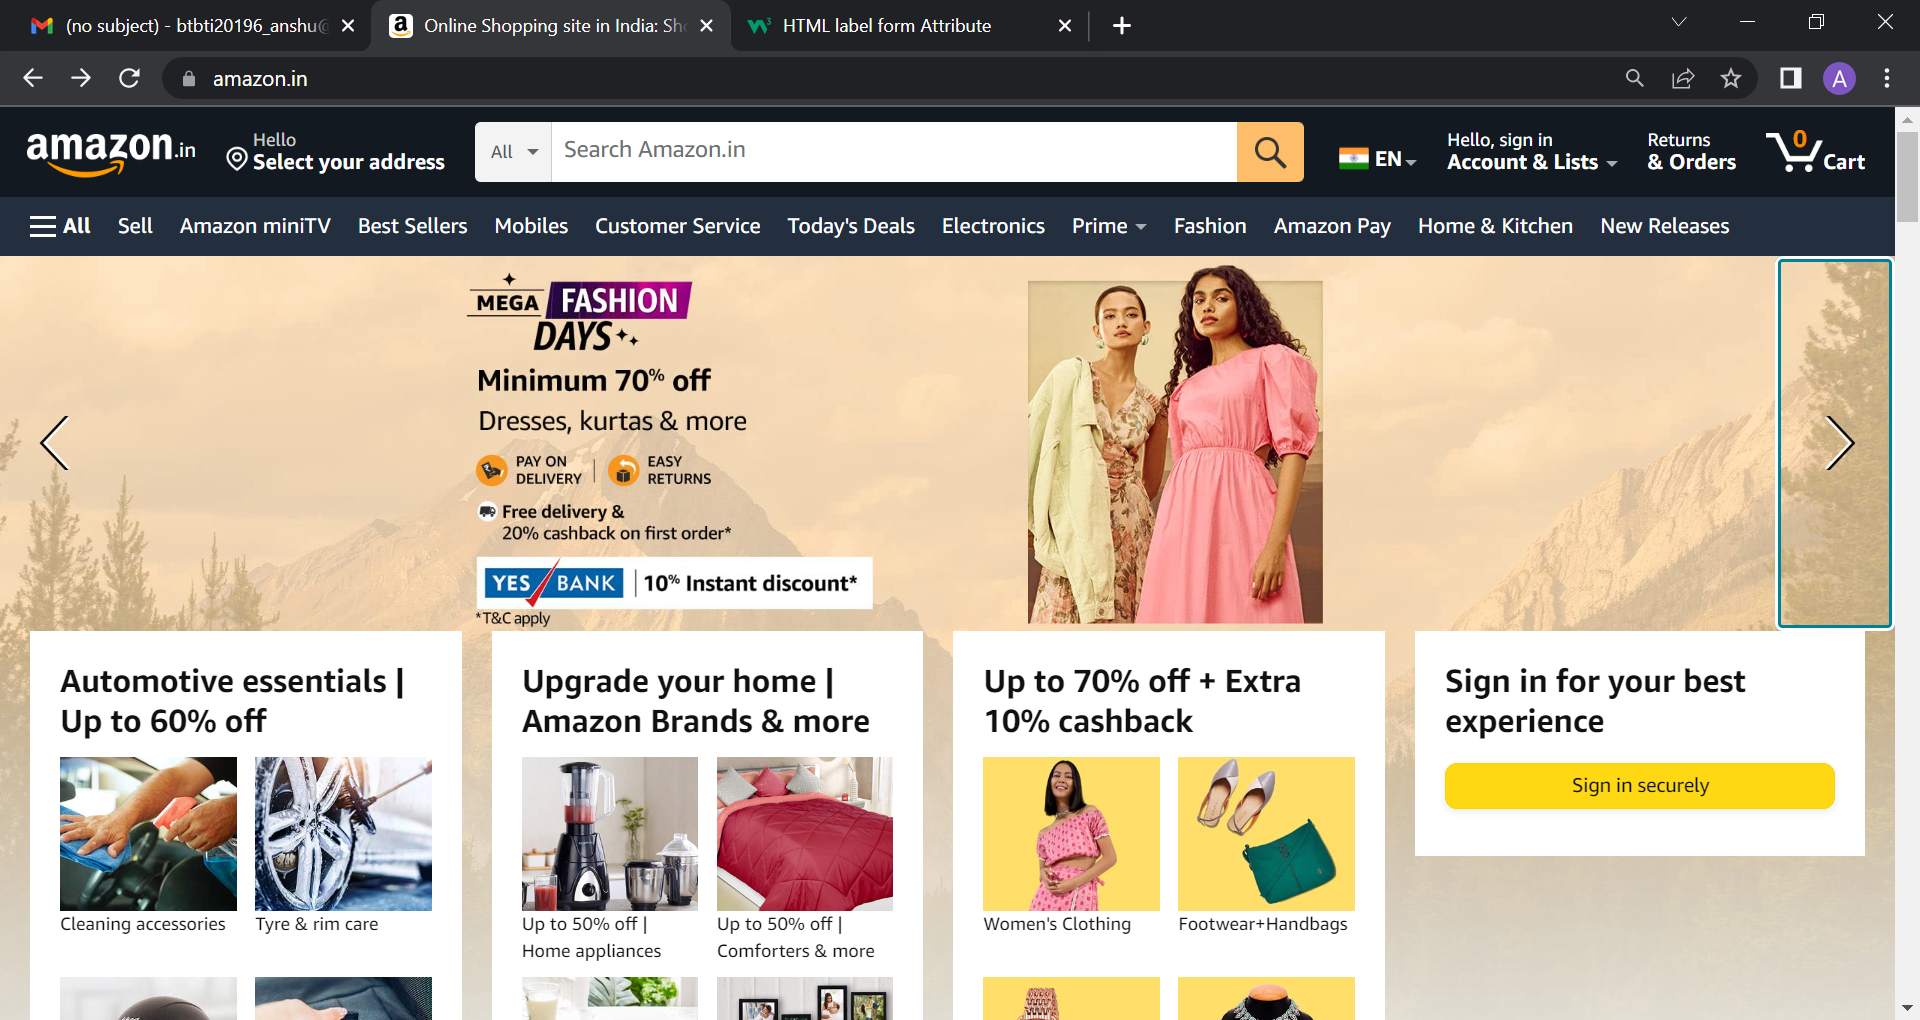 (no subject) - btbti20196_anshu@
Online Shopping site in India: Sh
HTML label form Attribute
amazon.in
A
amazon.in
Hello
Select your address
All
Search Amazon.in
EN
Hello, sign in
Account & Lists
Returns
& Orders
0
Cart
All Sell Amazon miniTV Best Sellers Mobiles Customer Service Today's Deals Electronics Prime Fashion Amazon Pay Home & Kitchen New Releases
MEGA FASHION
DAYS
Minimum 70% off
Dresses, kurtas & more
PAY ON
DELIVERY
EASY
RETURNS
Free delivery &
20% cashback on first order*
YES BANK 10% Instant discount*
*T&C apply
Automotive essentials |
Up to 60% off
Cleaning accessories
Tyre & rim care
Upgrade your home |
Amazon Brands & more
Up to 50% off |
Home appliances
Up to 50% off |
Comforters & more
Up to 70% off + Extra
10% cashback
Women's Clothing
Footwear+Handbags
Sign in for your best
experience
Sign in securely